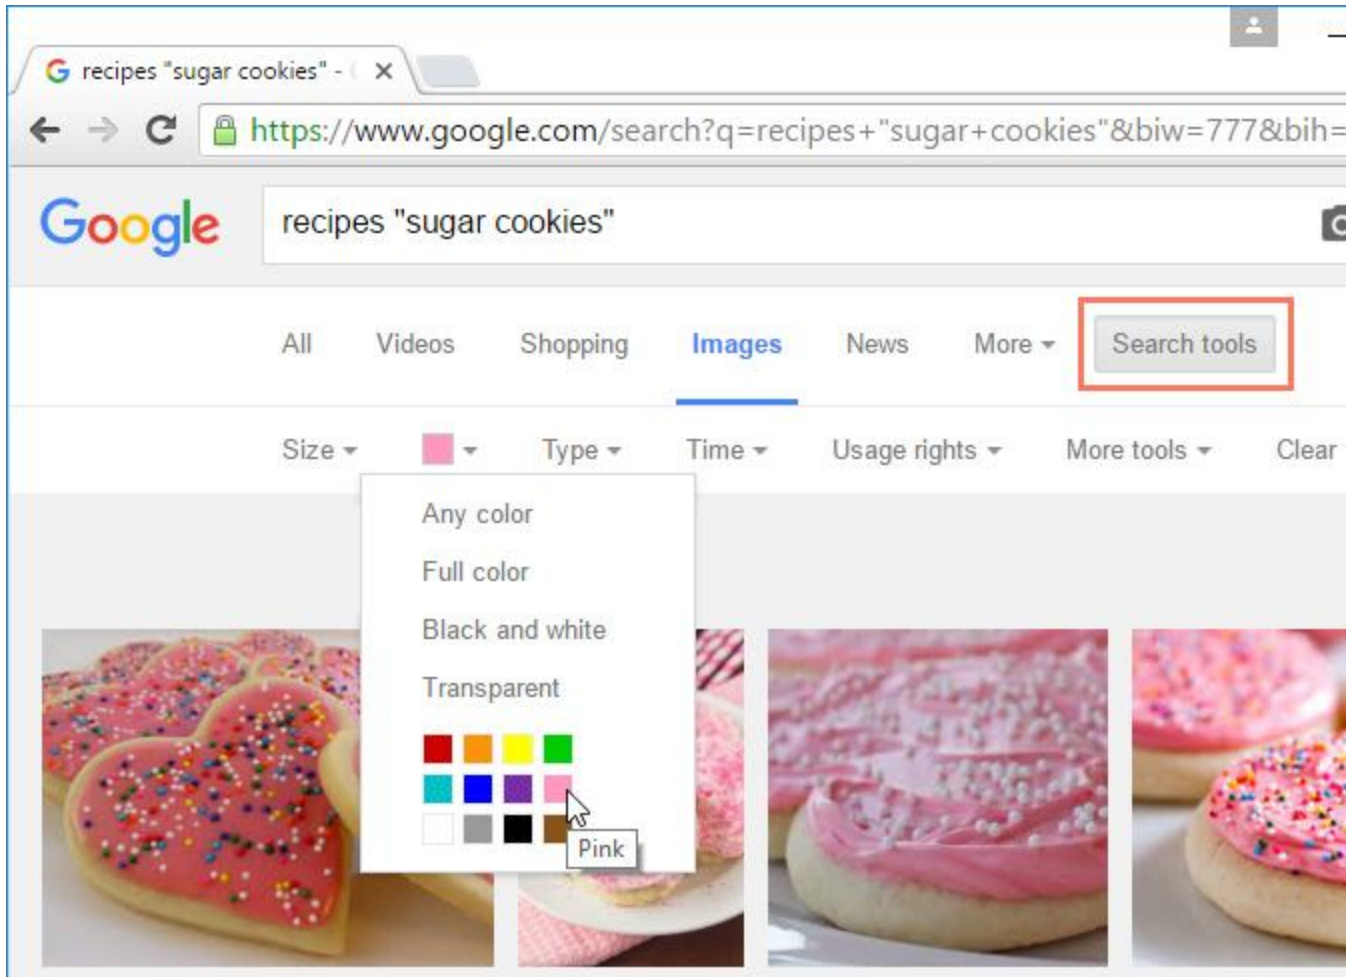 recipes "sugar cookies" -
https://www.google.com/search?q=recipes+"sugar+cookies"&biw=777&bih=
Google
recipes "sugar cookies"
All Videos Shopping Images News More Search tools
Size Type Time Usage rights More tools Clear
Any color
Full color
Black and white
Transparent
Pink